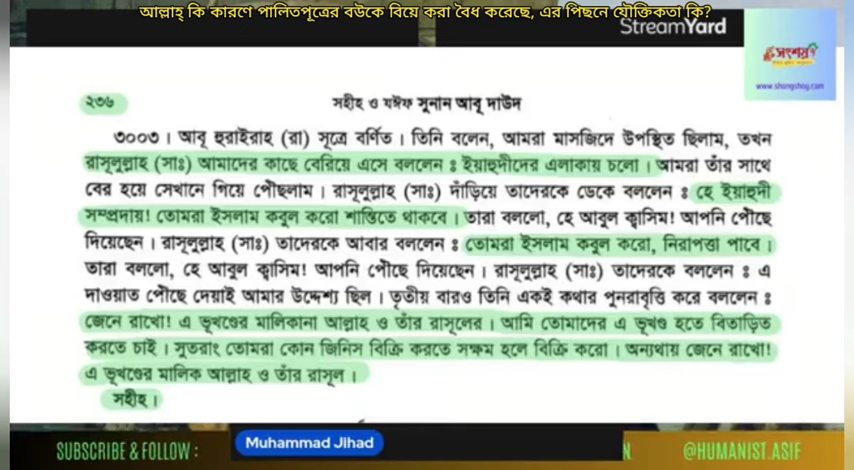 আল্লাহ্ কি কারণে পালিতপূত্রের বউকে বিয়ে করা বৈধ করেছে, এর পিছনে যৌক্তিকতা কি?
StreamYard
সংশয়
www.shongshoy.com
২৩৬
সহীহ ও যঈফ সুনান আবূ দাউদ
৩০০৩। আবূ হুরাইরাহ (রা) সূত্রে বর্ণিত। তিনি বলেন, আমরা মাসজিদে উপস্থিত ছিলাম, তখন
রাসূলুল্লাহ (সাঃ) আমাদের কাছে বেরিয়ে এসে বললেন ঃ ইয়াহুদীদের এলাকায় চলো। আমরা তাঁর সাথে
বের হয়ে সেখানে গিয়ে পৌছলাম। রাসূলুল্লাহ (সাঃ) দাঁড়িয়ে তাদেরকে ডেকে বললেন ঃ হে ইয়াহুদী
সম্প্রদায়! তোমরা ইসলাম কবুল করো শান্তিতে থাকবে। তারা বললো, হে আবুল ক্বাসিম! আপনি পৌছে
দিয়েছেন। রাসূলুল্লাহ (সাঃ) তাদেরকে আবার বললেন ঃ তোমরা ইসলাম কবুল করো, নিরাপত্তা পাবে।
তারা বললো, হে আবুল ক্বাসিম! আপনি পৌছে দিয়েছেন। রাসূলুল্লাহ (সাঃ) তাদেরকে বললেন ঃ এ
দাওয়াত পৌছে দেয়াই আমার উদ্দেশ্য ছিল। তৃতীয় বারও তিনি একই কথার পুনরাবৃত্তি করে বললেন ঃ
জেনে রাখো! এ ভূখণ্ডের মালিকানা আল্লাহ ও তাঁর রাসূলের। আমি তোমাদের এ ভূখণ্ড হতে বিতাড়িত
করতে চাই। সুতরাং তোমরা কোন জিনিস বিক্রি করতে সক্ষম হলে বিক্রি করো। অন্যথায় জেনে রাখো!
এ ভূখণ্ডের মালিক আল্লাহ ও তাঁর রাসূল।
সহীহ।
SUBSCRIBE & FOLLOW :
Muhammad Jihad
N
@HUMANIST.ASIF